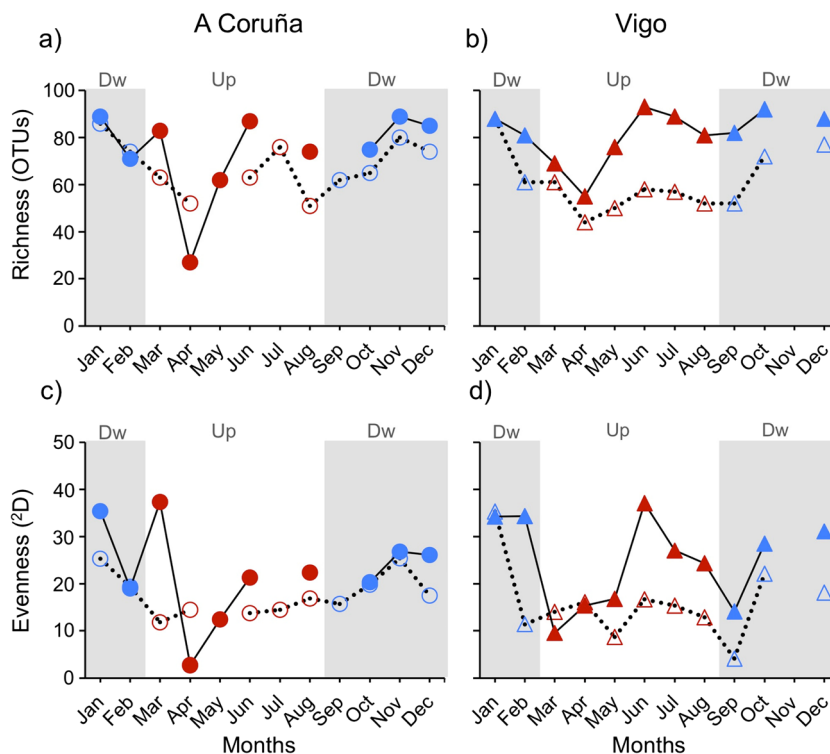 A Coruña
Vigo
a)
b)
Dw
Up
Dw
Dw
Up
Dw
Richness (OTUs)
100
80
60
40
20
0
Jan
Feb
Mar
Apr
May
Jun
Jul
Aug
Sep
Oct
Nov
Dec
Jan
Feb
Mar
Apr
May
Jun
Jul
Aug
Sep
Oct
Nov
Dec
c)
d)
Dw
Up
Dw
Dw
Up
Dw
Evenness (²D)
50
40
30
20
10
0
Jan
Feb
Mar
Apr
May
Jun
Jul
Aug
Sep
Oct
Nov
Dec
Jan
Feb
Mar
Apr
May
Jun
Jul
Aug
Sep
Oct
Nov
Dec
Months
Months